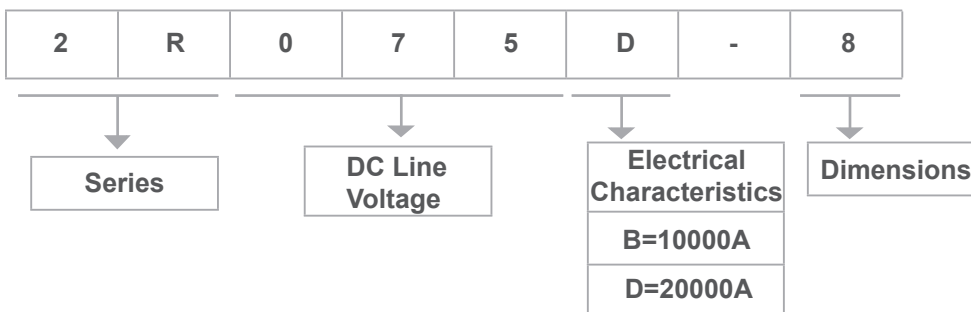 2 R 0 7 5 D - 8
Series
DC Line
Voltage
Electrical
Characteristics
B=10000A
D=20000A
Dimensions